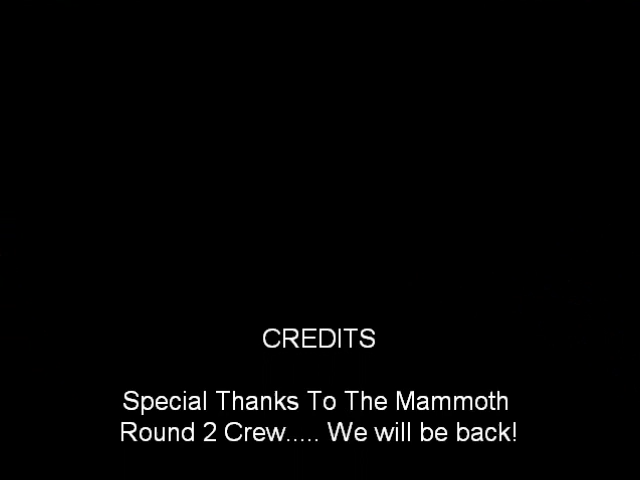 CREDITS
Special Thanks To The Mammoth
Round 2 Crew..... We will be back!